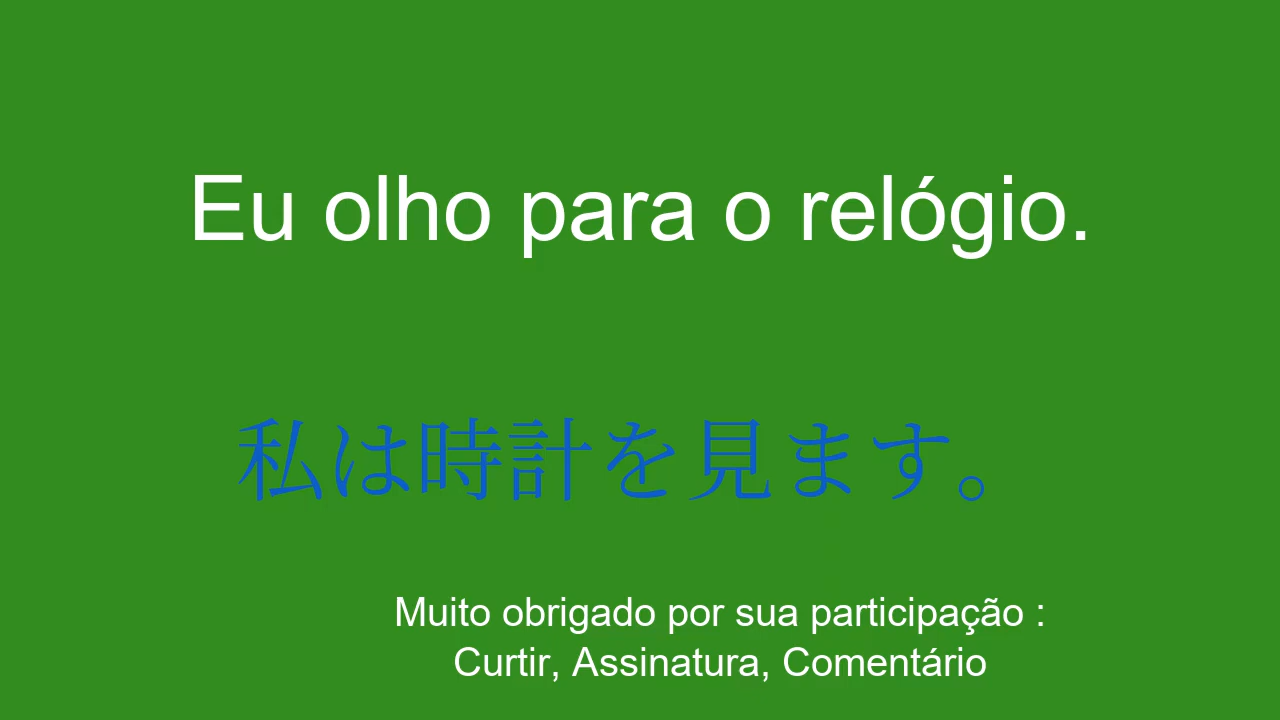 Eu olho para o relógio.
私は時計を見ます。
Muito obrigado por sua participação :
Curtir, Assinatura, Comentário